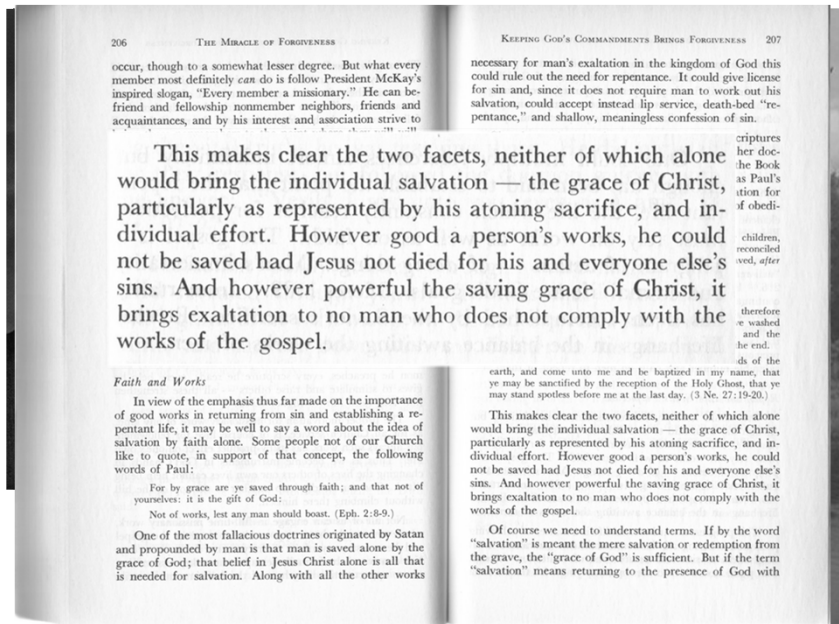 206 THE MIRACLE OF FORGIVENESS
occur, though to a somewhat lesser degree. But what every
member most definitely can do is follow President McKay's
inspired slogan, "Every member a missionary." He can be-
friend and fellowship nonmember neighbors, friends and
acquaintances, and by his interest and association strive to
This makes clear the two facets, neither of which alone
would bring the individual salvation — the grace of Christ,
particularly as represented by his atoning sacrifice, and in-
dividual effort. However good a person's works, he could
not be saved had Jesus not died for his and everyone else's
sins. And however powerful the saving grace of Christ, it
brings exaltation to no man who does not comply with the
works of the gospel.
Faith and Works
In view of the emphasis thus far made on the importance
of good works in returning from sin and establishing a re-
pentant life, it may be well to say a word about the idea of
salvation by faith alone. Some people not of our Church
like to quote, in support of that concept, the following
words of Paul:
For by grace are ye saved through faith; and that not of
yourselves: it is the gift of God:
Not of works, lest any man should boast. (Eph. 2:8-9.)
One of the most fallacious doctrines originated by Satan
and propounded by man is that man is saved alone by the
grace of God; that belief in Jesus Christ alone is all that
is needed for salvation. Along with all the other works
KEEPING GOD'S COMMANDMENTS BRINGS FORGIVENESS 207
necessary for man's exaltation in the kingdom of God this
could rule out the need for repentance. It could give license
for sin and, since it does not require man to work out his
salvation, could accept instead lip service, death-bed "re-
pentance," and shallow, meaningless confession of sin.
criptures
her doc-
he Book
as Paul's
tion for
of obedi-
children,
reconciled
ved, after
therefore
e washed
and the
he end.
ds of the
earth, and come unto me and be baptized in my name, that
ye may be sanctified by the reception of the Holy Ghost, that ye
may stand spotless before me at the last day. (3 Ne. 27:19-20.)
This makes clear the two facets, neither of which alone
would bring the individual salvation — the grace of Christ,
particularly as represented by his atoning sacrifice, and in-
dividual effort. However good a person's works, he could
not be saved had Jesus not died for his and everyone else's
sins. And however powerful the saving grace of Christ, it
brings exaltation to no man who does not comply with the
works of the gospel.
Of course we need to understand terms. If by the word
"salvation" is meant the mere salvation or redemption from
the grave, the "grace of God" is sufficient. But if the term
"salvation" means returning to the presence of God with